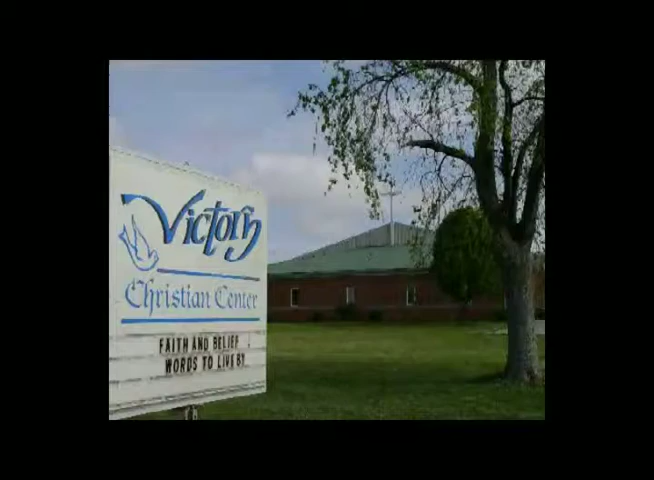 Victory
Christian Center
FAITH AND BELIEF
WORDS TO LIVE BY